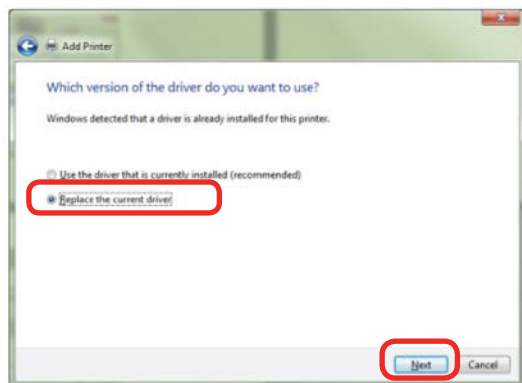 Add Printer
Which version of the driver do you want to use?
Windows detected that a driver is already installed for this printer.
Use the driver that is currently installed (recommended)
Replace the current driver
Next Cancel